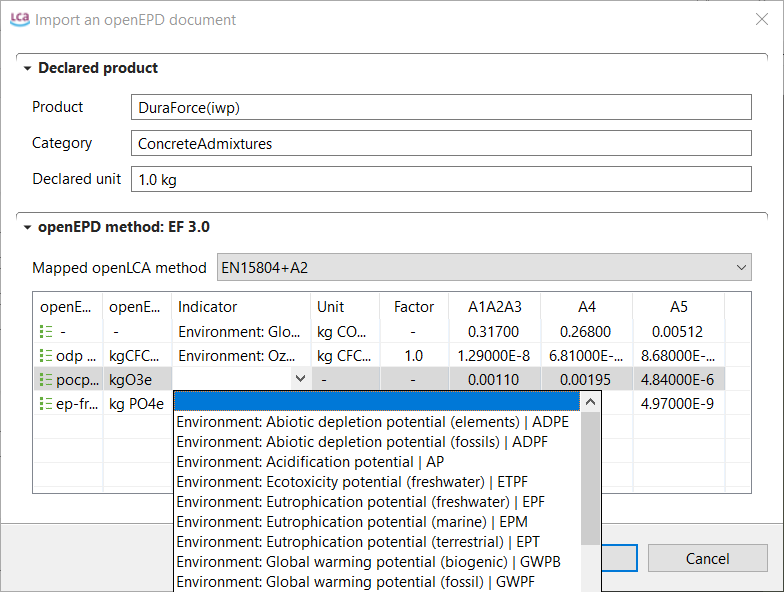 LCA Import an openEPD document
Declared product
Product DuraForce(iwp)
Category ConcreteAdmixtures
Declared unit 1.0 kg
openEPD method: EF 3.0
Mapped openLCA method EN15804+A2
openE... openE... Indicator Unit Factor A1A2A3 A4 A5
- - Environment: Glo... kg CO... - 0.31700 0.26800 0.00512
odp ... kgCFC... Environment: Oz... kg CFC... 1.0 1.29000E-8 6.81000E-... 8.68000E-...
pocp... kgO3e - - 0.00110 0.00195 4.84000E-6
ep-fr... kg PO4e 4.97000E-9
Environment: Abiotic depletion potential (elements) | ADPE
Environment: Abiotic depletion potential (fossils) | ADPF
Environment: Acidification potential | AP
Environment: Ecotoxicity potential (freshwater) | ETPF
Environment: Eutrophication potential (freshwater) | EPF
Environment: Eutrophication potential (marine) | EPM
Environment: Eutrophication potential (terrestrial) | EPT
Environment: Global warming potential (biogenic) | GWPB
Environment: Global warming potential (fossil) | GWPF
Cancel